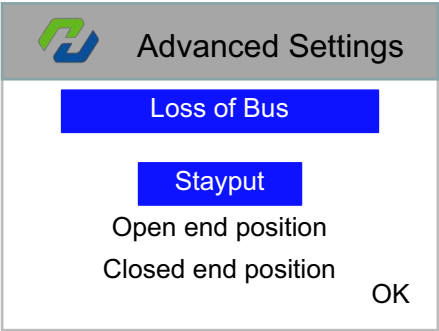 Advanced Settings
Loss of Bus
Stayput
Open end position
Closed end position
OK